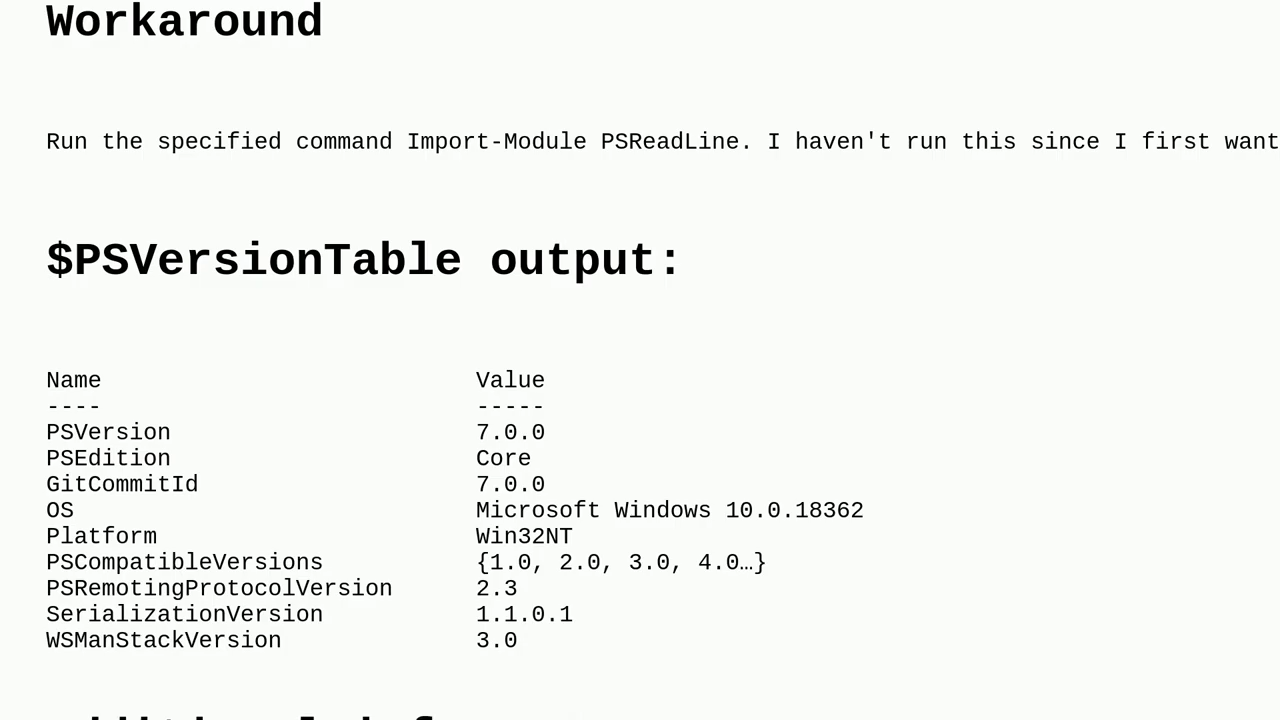 Workaround
Run the specified command Import-Module PSReadLine. I haven't run this since I first want
$PSVersionTable output:
Name Value
---- -----
PSVersion 7.0.0
PSEdition Core
GitCommitId 7.0.0
OS Microsoft Windows 10.0.18362
Platform Win32NT
PSCompatibleVersions {1.0, 2.0, 3.0, 4.0…}
PSRemotingProtocolVersion 2.3
SerializationVersion 1.1.0.1
WSManStackVersion 3.0